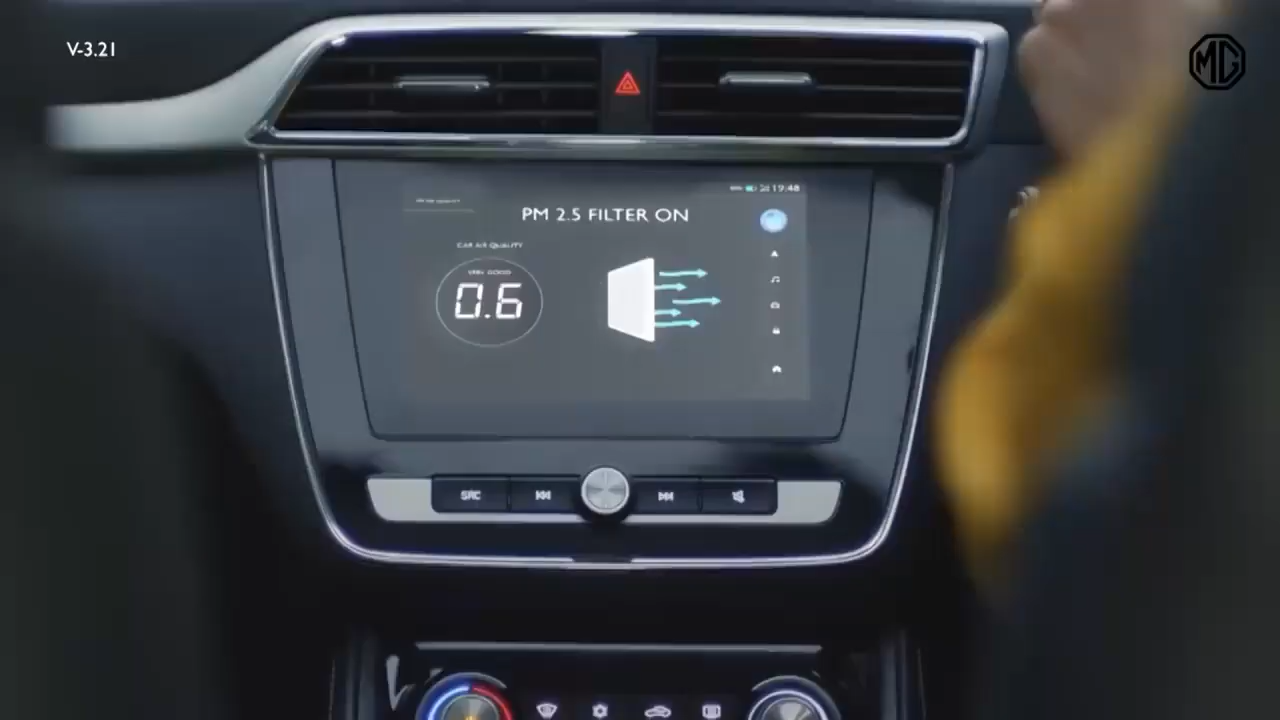 V-3.21
MG
19:48
PM 2.5 FILTER ON
CAR AIR QUALITY
VERY GOOD
0.6
SRC